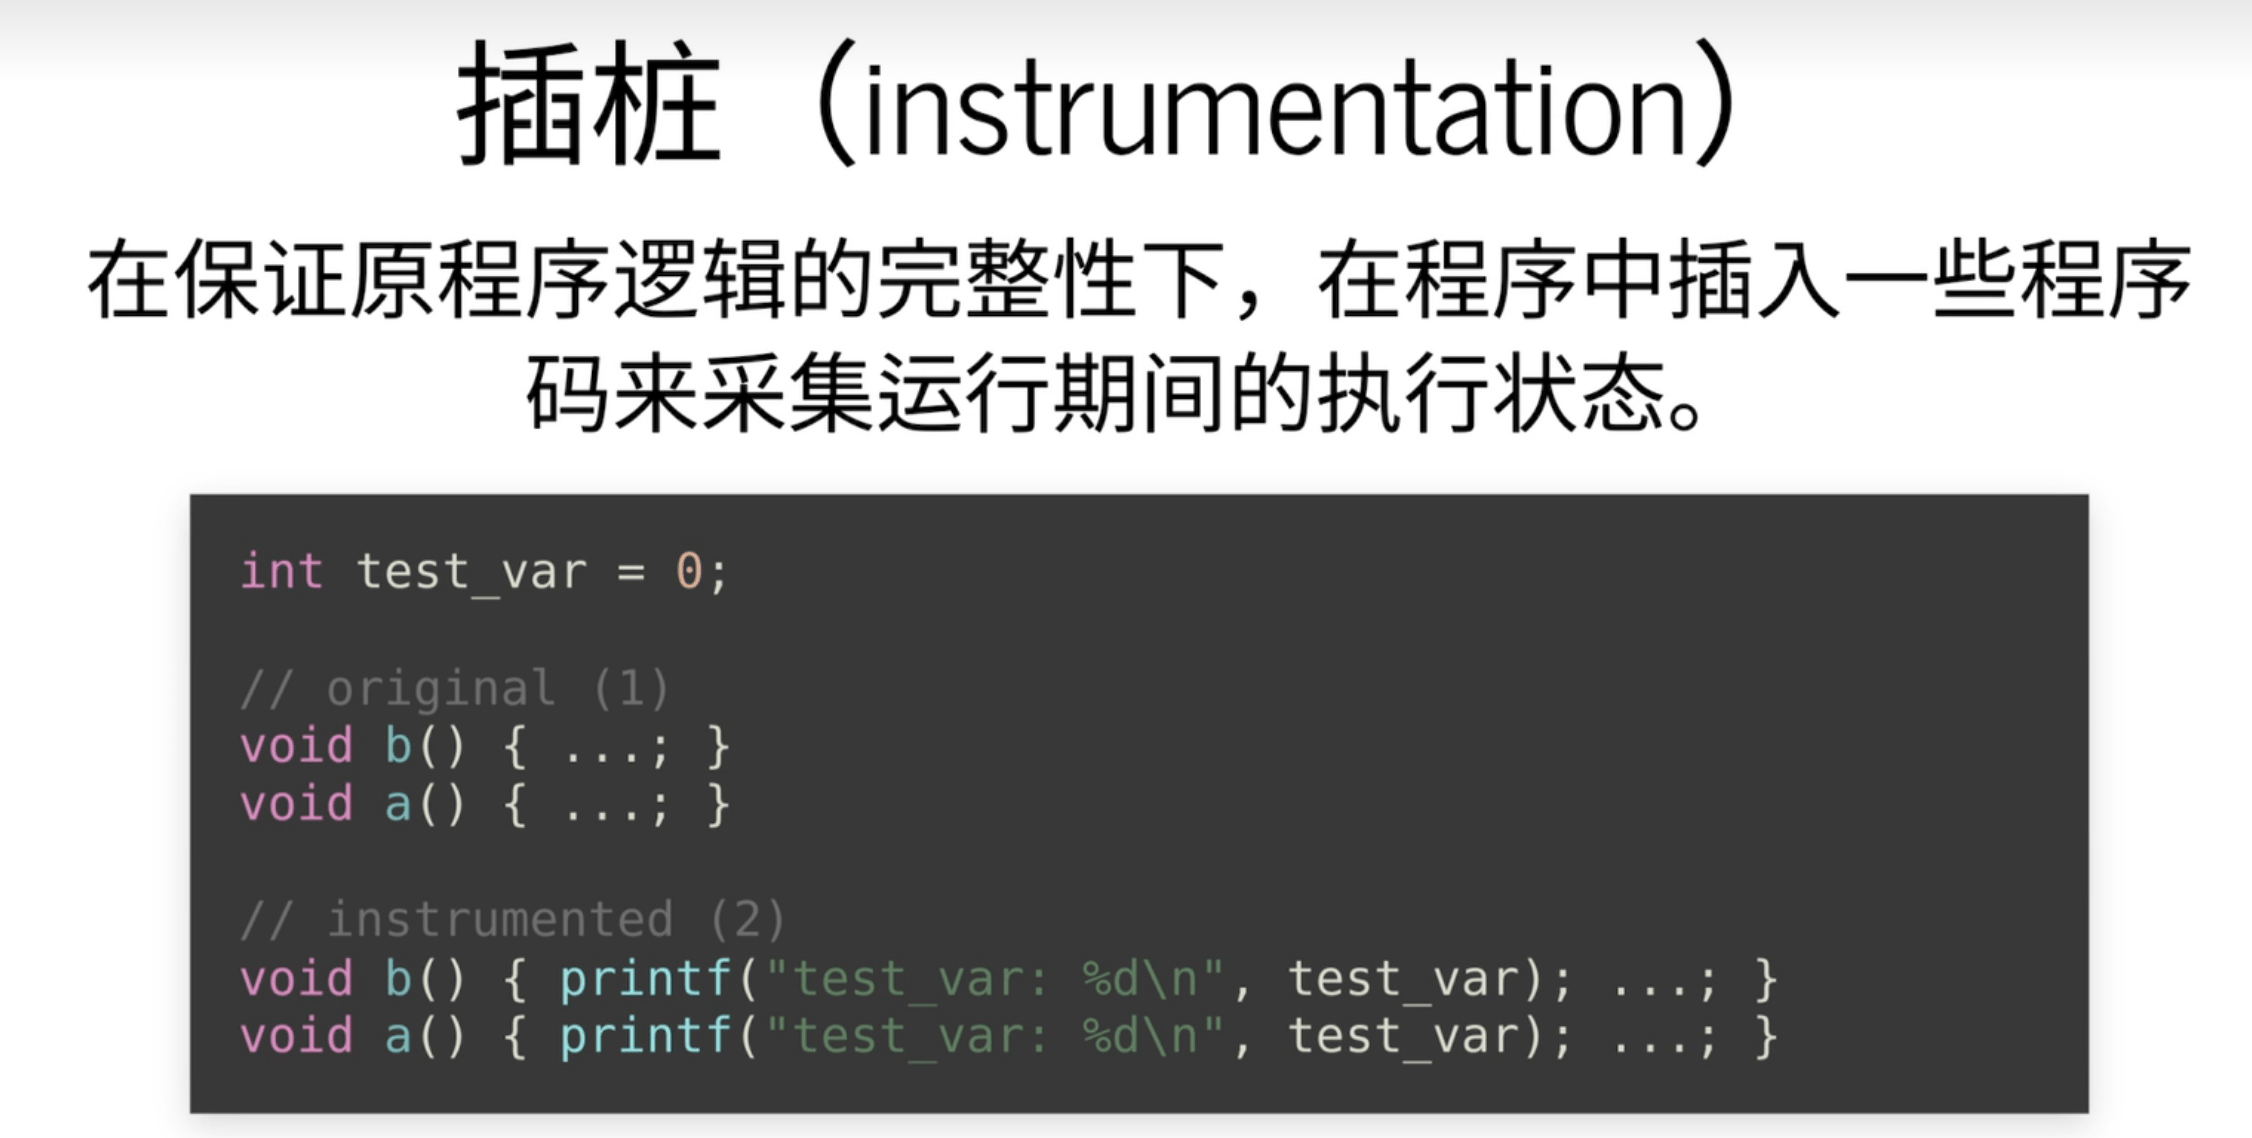 插桩（instrumentation）
在保证原程序逻辑的完整性下，在程序中插入一些程序
码来采集运行期间的执行状态。
int test_var = 0;
// original (1)
void b() { ...; }
void a() { ...; }
// instrumented (2)
void b() { printf("test_var: %d\n", test_var); ...; }
void a() { printf("test_var: %d\n", test_var); ...; }